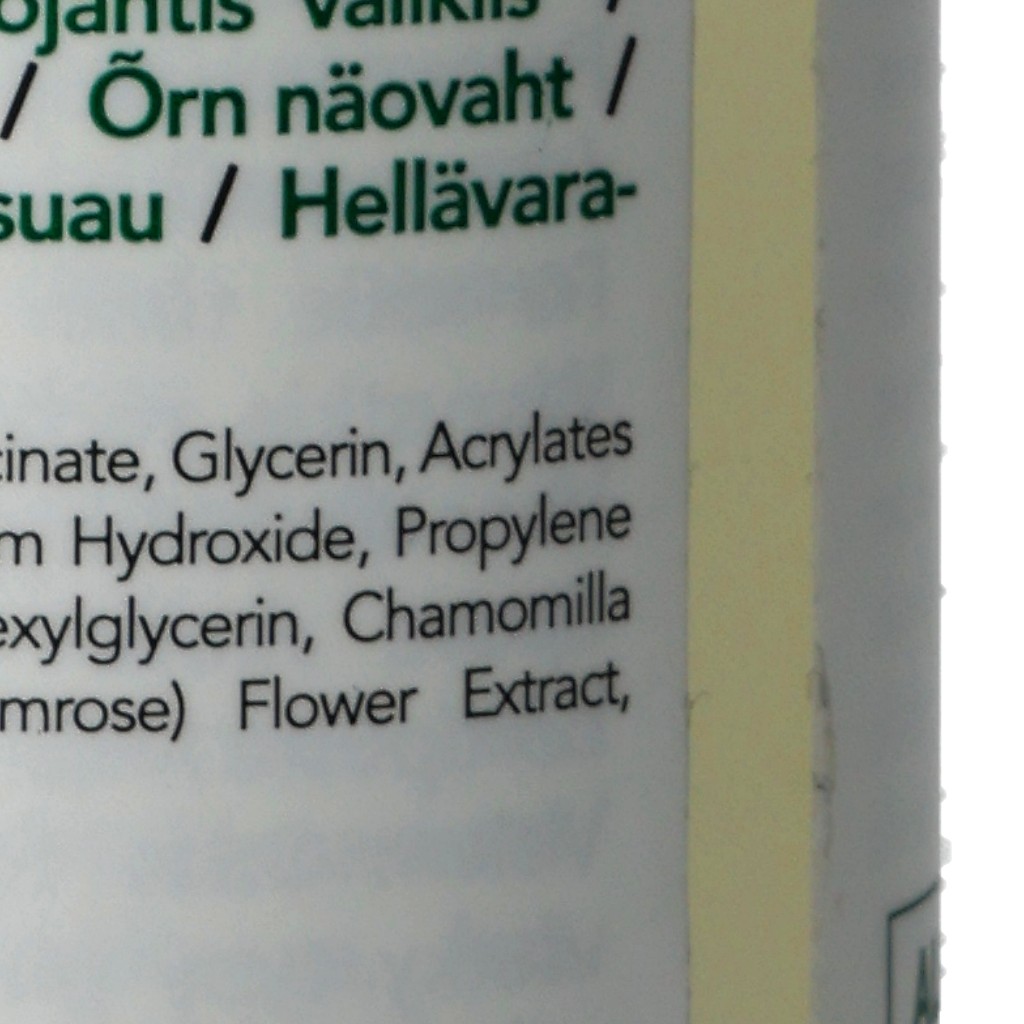 / Õrn näovaht /
suau / Hellävara-
cinate, Glycerin, Acrylates
m Hydroxide, Propylene
exylglycerin, Chamomilla
mrose) Flower Extract,